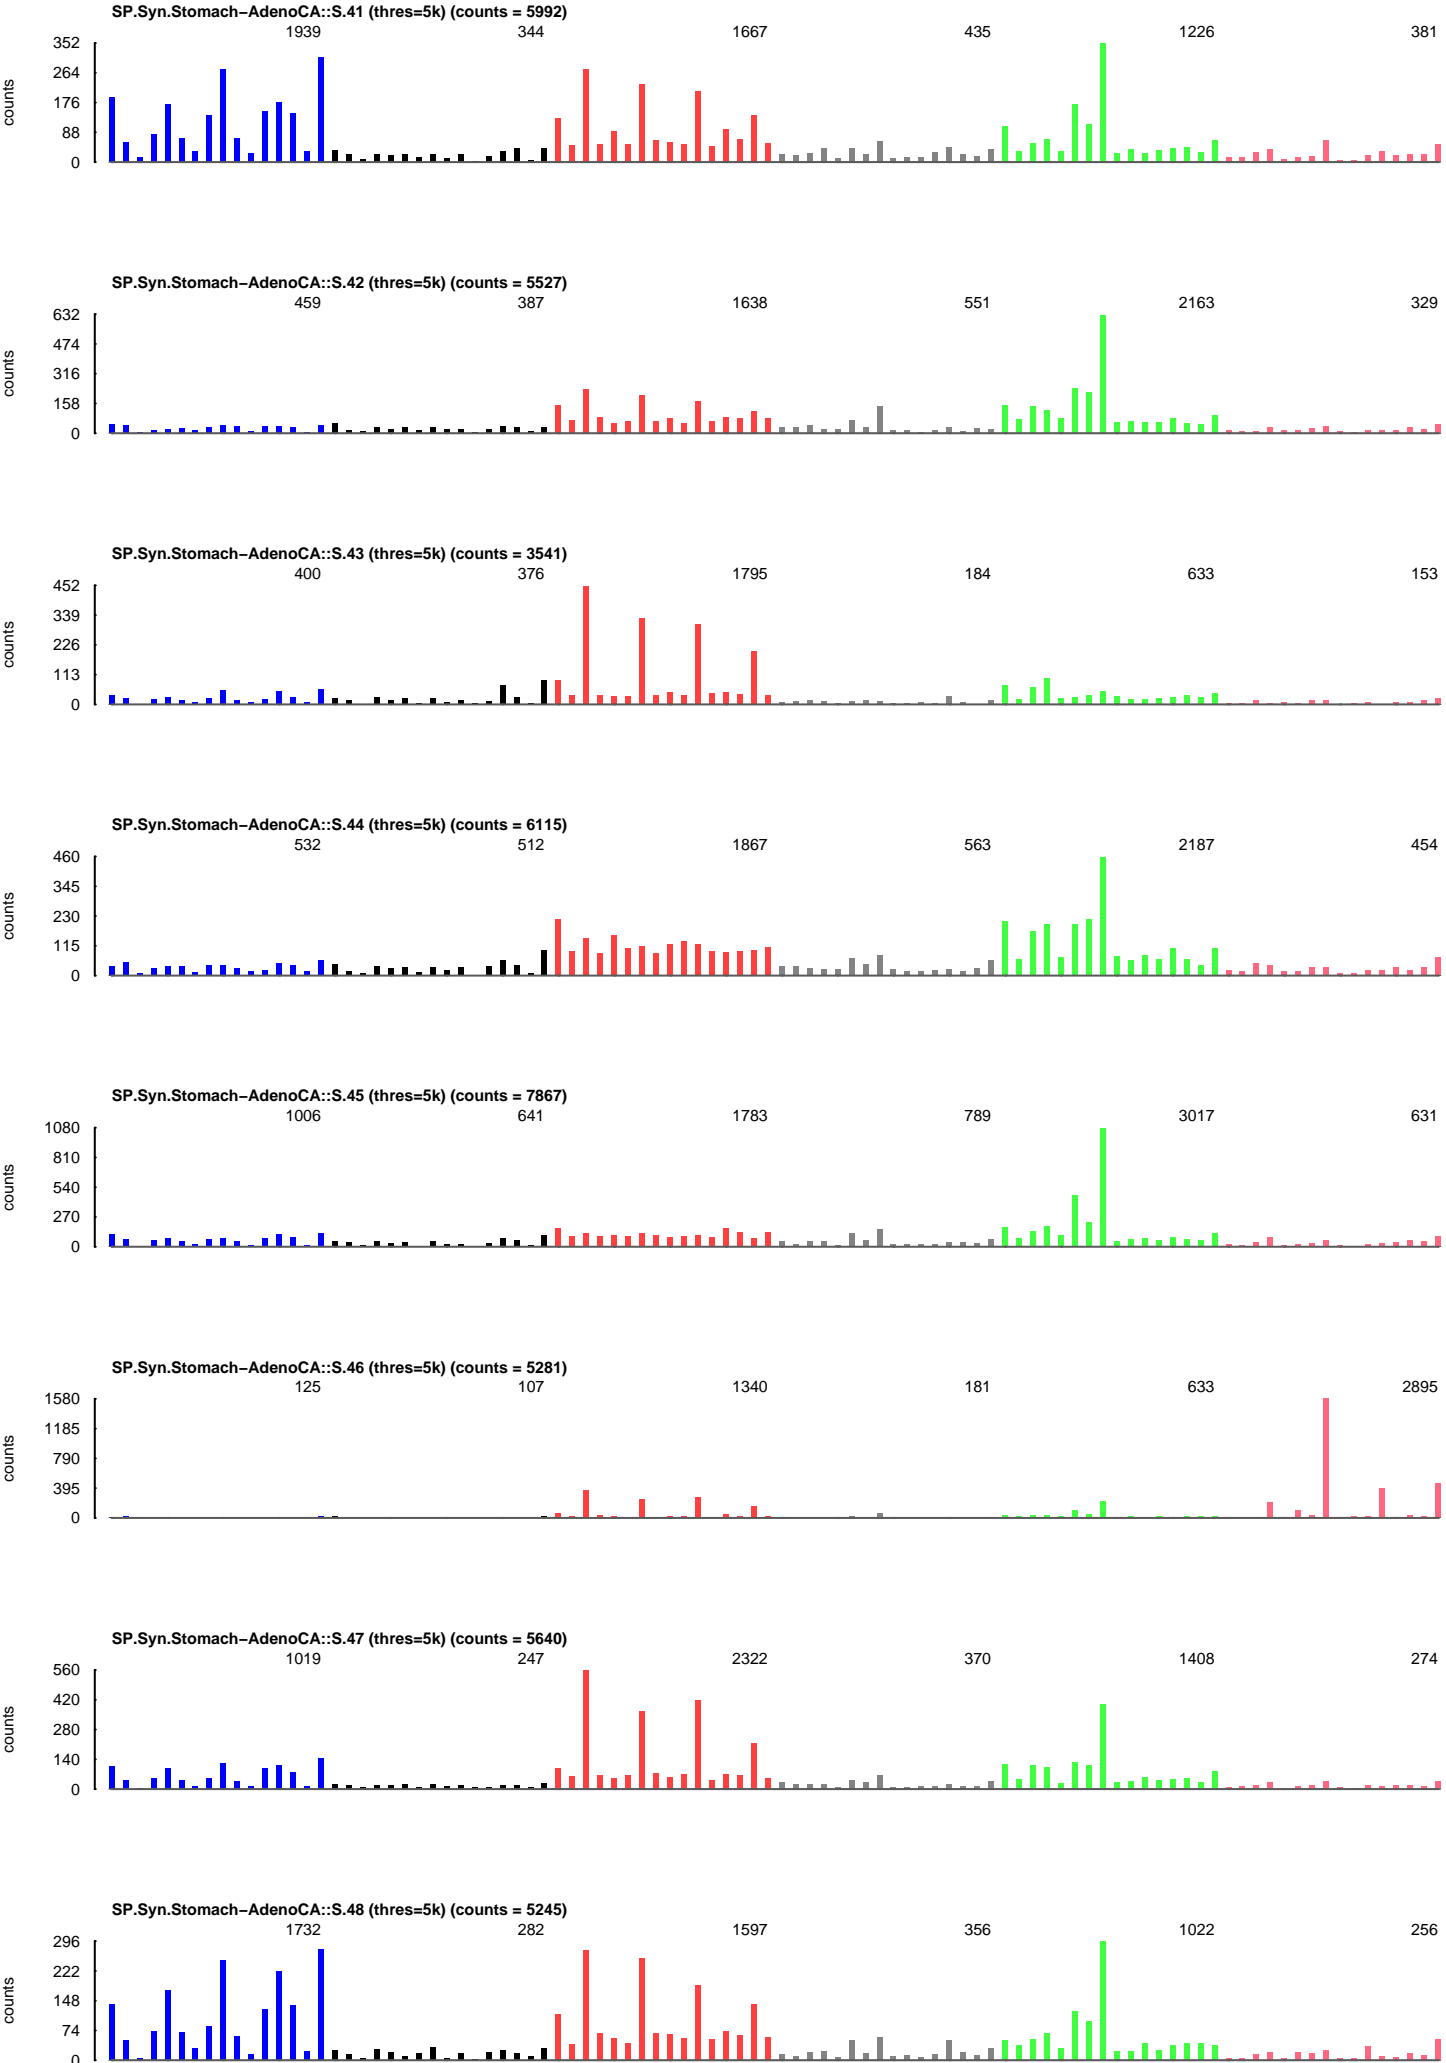 SP.Syn.Stomach−AdenoCA::S.41 (thres=5k) (counts = 5992)
1939 344 1667 435 1226 381
352
264
176
88
0
counts
SP.Syn.Stomach−AdenoCA::S.42 (thres=5k) (counts = 5527)
459 387 1638 551 2163 329
632
474
316
158
0
counts
SP.Syn.Stomach−AdenoCA::S.43 (thres=5k) (counts = 3541)
400 376 1795 184 633 153
452
339
226
113
0
counts
SP.Syn.Stomach−AdenoCA::S.44 (thres=5k) (counts = 6115)
532 512 1867 563 2187 454
460
345
230
115
0
counts
SP.Syn.Stomach−AdenoCA::S.45 (thres=5k) (counts = 7867)
1006 641 1783 789 3017 631
1080
810
540
270
0
counts
SP.Syn.Stomach−AdenoCA::S.46 (thres=5k) (counts = 5281)
125 107 1340 181 633 2895
1580
1185
790
395
0
counts
SP.Syn.Stomach−AdenoCA::S.47 (thres=5k) (counts = 5640)
1019 247 2322 370 1408 274
560
420
280
140
0
counts
SP.Syn.Stomach−AdenoCA::S.48 (thres=5k) (counts = 5245)
1732 282 1597 356 1022 256
296
222
148
74
0
counts